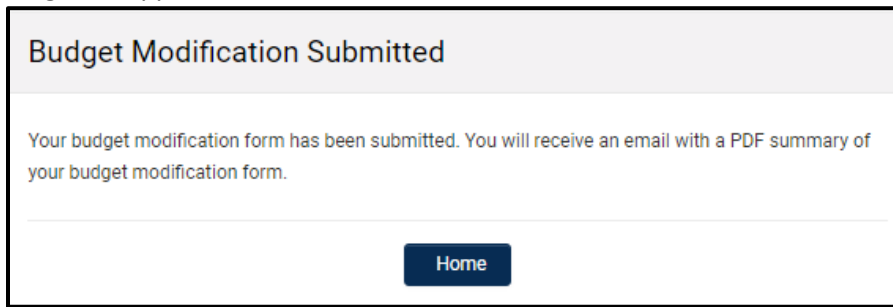 Budget Modification Submitted
Your budget modification form has been submitted. You will receive an email with a PDF summary of
your budget modification form.
Home